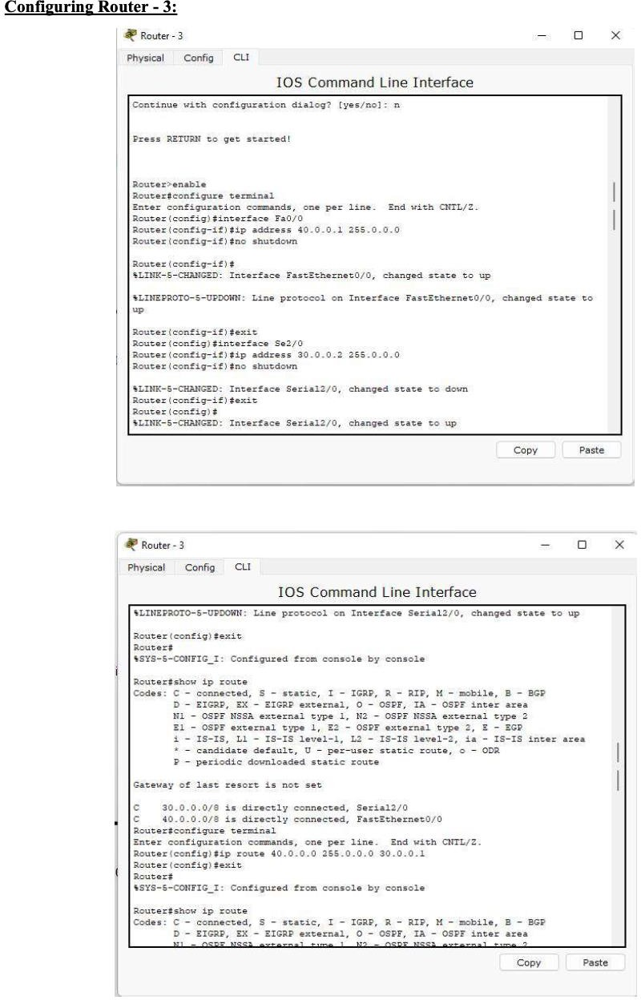 Configuring Router - 3:
Router - 3
Physical Config CLI
IOS Command Line Interface
Continue with configuration dialog? [yes/no]: n
Press RETURN to get started!
Router>enable
Router#configure terminal
Enter configuration commands, one per line. End with CNTL/Z.
Router(config)#interface Fa0/0
Router(config-if)#ip address 40.0.0.1 255.0.0.0
Router(config-if)#no shutdown
Router(config-if)#
%LINK-5-CHANGED: Interface FastEthernet0/0, changed state to up
%LINEPROTO-5-UPDOWN: Line protocol on Interface FastEthernet0/0, changed state to
up
Router(config-if)#exit
Router(config)#interface Se2/0
Router(config-if)#ip address 30.0.0.2 255.0.0.0
Router(config-if)#no shutdown
%LINK-5-CHANGED: Interface Serial2/0, changed state to down
Router(config-if)#exit
Router(config)#
%LINK-5-CHANGED: Interface Serial2/0, changed state to up
Copy Paste
Router - 3
Physical Config CLI
IOS Command Line Interface
%LINEPROTO-5-UPDOWN: Line protocol on Interface Serial2/0, changed state to up
Router(config)#exit
Router#
%SYS-5-CONFIG_I: Configured from console by console
Router#show ip route
Codes: C - connected, S - static, I - IGRP, R - RIP, M - mobile, B - BGP
D - EIGRP, EX - EIGRP external, O - OSPF, IA - OSPF inter area
N1 - OSPF NSSA external type 1, N2 - OSPF NSSA external type 2
E1 - OSPF external type 1, E2 - OSPF external type 2, E - EGP
i - IS-IS, L1 - IS-IS level-1, L2 - IS-IS level-2, ia - IS-IS inter area
* - candidate default, U - per-user static route, o - ODR
P - periodic downloaded static route
Gateway of last resort is not set
C 30.0.0.0/8 is directly connected, Serial2/0
C 40.0.0.0/8 is directly connected, FastEthernet0/0
Router#configure terminal
Enter configuration commands, one per line. End with CNTL/Z.
Router(config)#ip route 40.0.0.0 255.0.0.0 30.0.0.1
Router(config)#exit
Router#
%SYS-5-CONFIG_I: Configured from console by console
Router#show ip route
Codes: C - connected, S - static, I - IGRP, R - RIP, M - mobile, B - BGP
D - EIGRP, EX - EIGRP external, O - OSPF, IA - OSPF inter area
N1 - OSPF NSSA external type 1, N2 - OSPF NSSA external type 2
Copy Paste